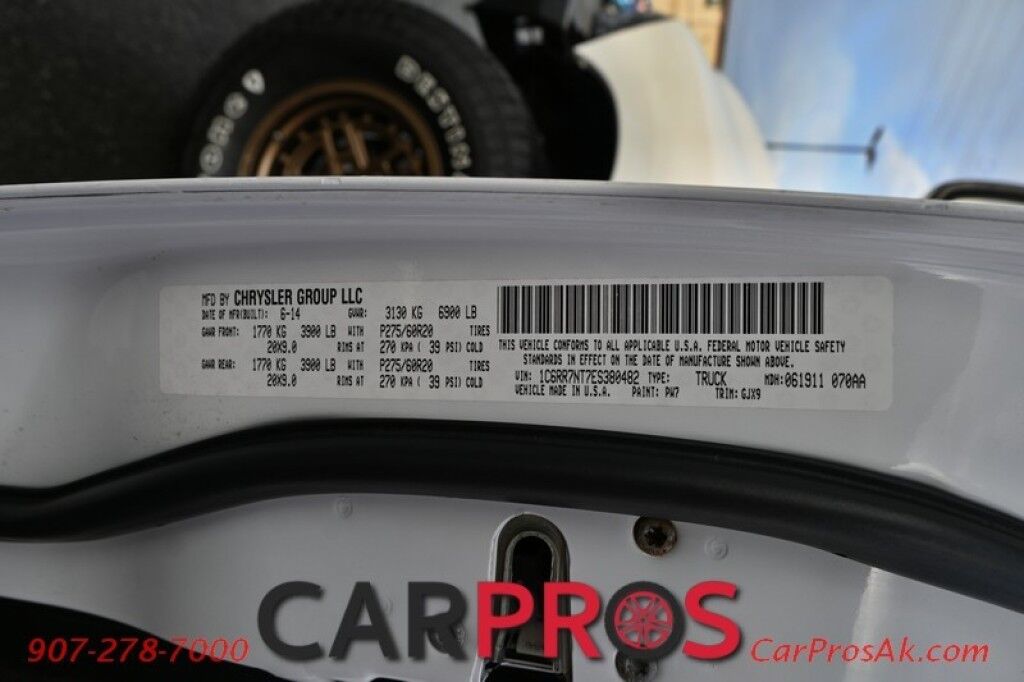 DESTINA
MFD BY CHRYSLER GROUP LLC
DATE OF MFR(BUILT): 6-14 GVWR: 3130 KG 6900 LB
GAWR FRONT: 1770 KG 3900 LB WITH P275/60R20 TIRES
20X9.0 RIMS AT 270 KPA ( 39 PSI) COLD
GAWR REAR: 1770 KG 3900 LB WITH P275/60R20 TIRES
20X9.0 RIMS AT 270 KPA ( 39 PSI) COLD
THIS VEHICLE CONFORMS TO ALL APPLICABLE U.S.A. FEDERAL MOTOR VEHICLE SAFETY
STANDARDS IN EFFECT ON THE DATE OF MANUFACTURE SHOWN ABOVE.
VIN: 1C6RR7NT7ES380482 TYPE: TRUCK MDH: 061911 070AA
VEHICLE MADE IN U.S.A. PAINT: PW7 TRIM: GJX9
CARPROS
907-278-7000
CarProsAk.com